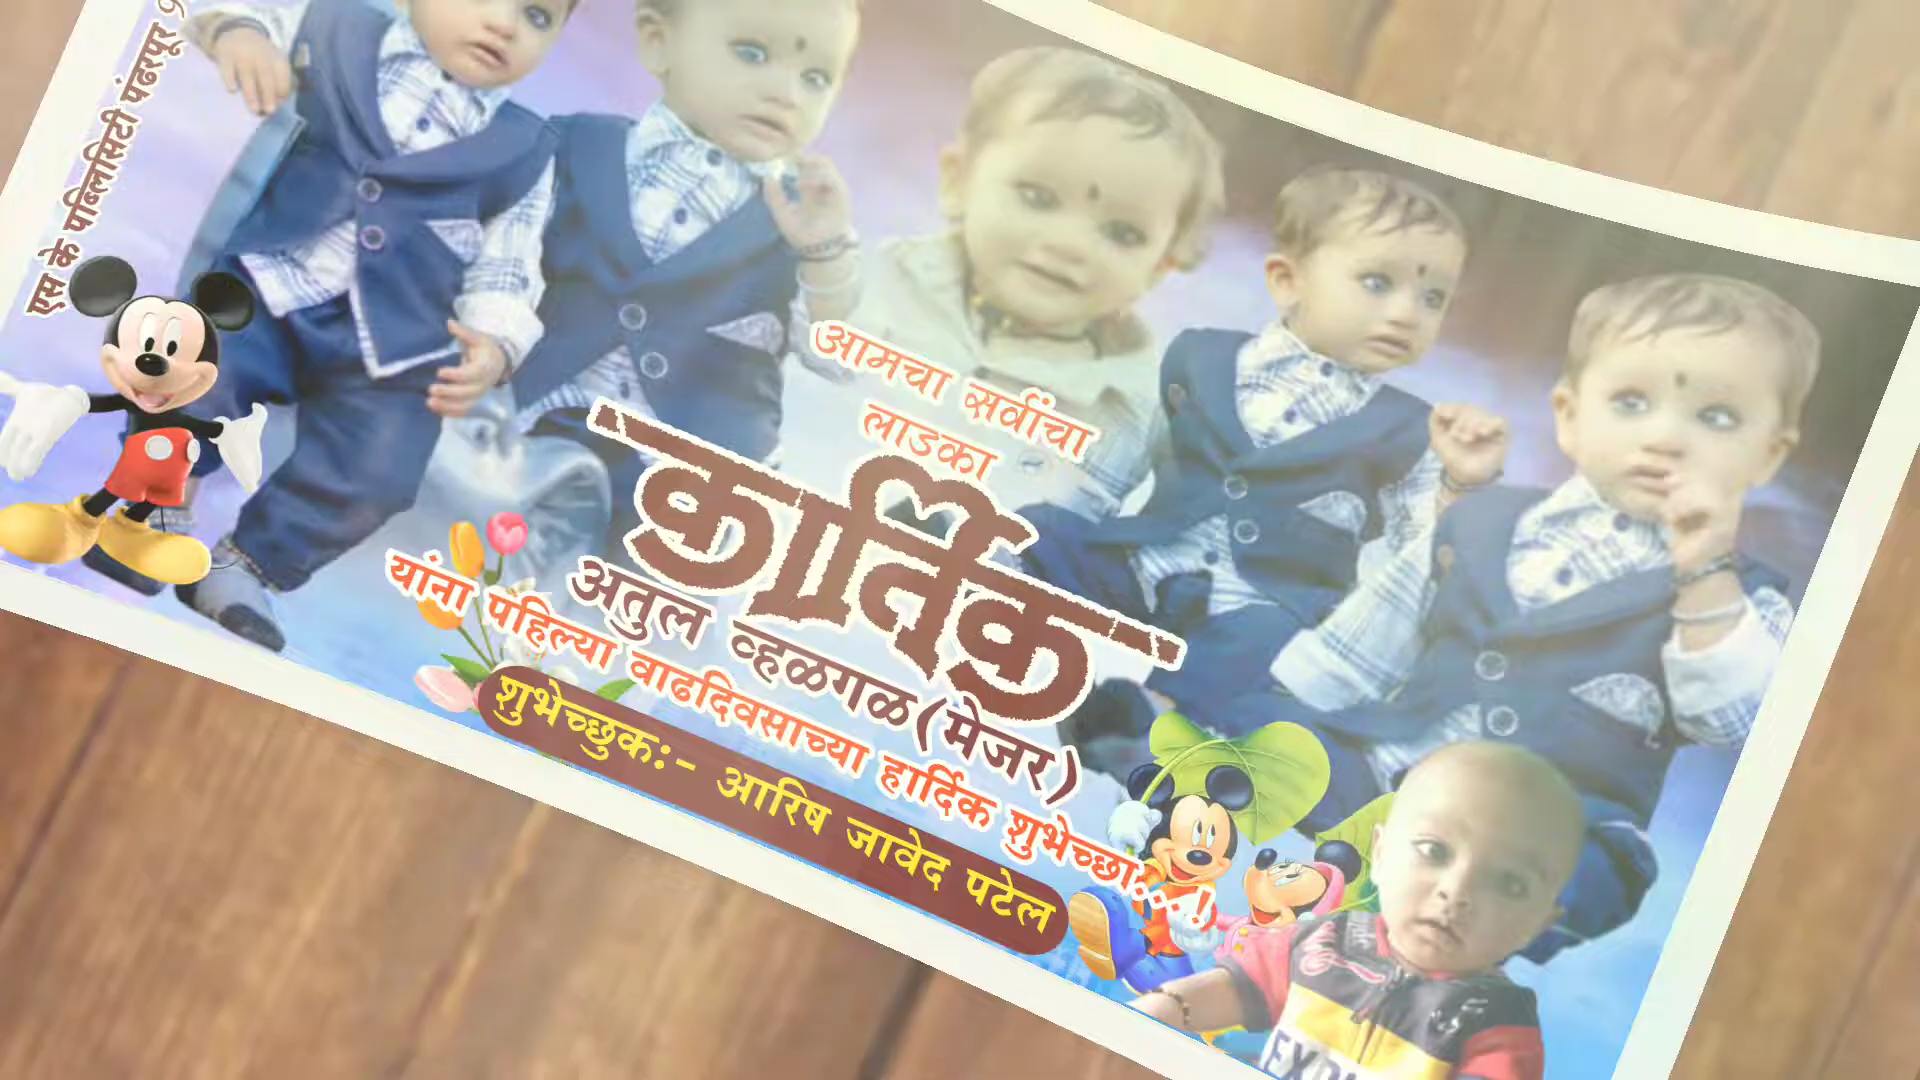 एस के पब्लिसिटी पंढरपूर
आमचा सर्वांचा
लाडका
कार्तिक
अतुल व्हळगळ(मेजर)
यांना पहिल्या वाढदिवसाच्या हार्दिक शुभेच्छा...!
शुभेच्छुक:- आरिष जावेद पटेल